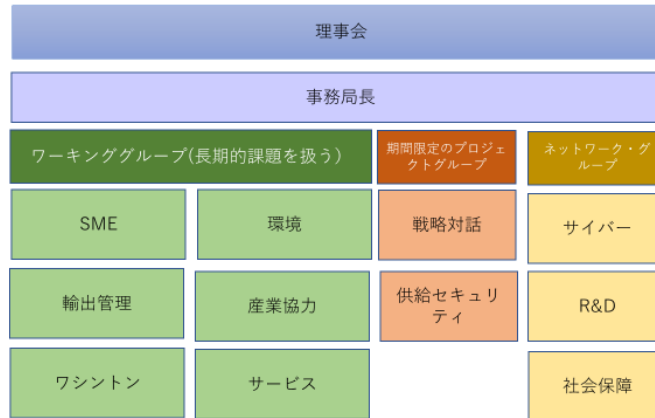 理事会
事務局長
ワーキンググループ(長期的課題を扱う)
期間限定のプロジェ
クトグループ
ネットワーク・グ
ループ
SME
環境
戦略対話
サイバー
輸出管理
産業協力
供給セキュリ
ティ
R&D
ワシントン
サービス
社会保障